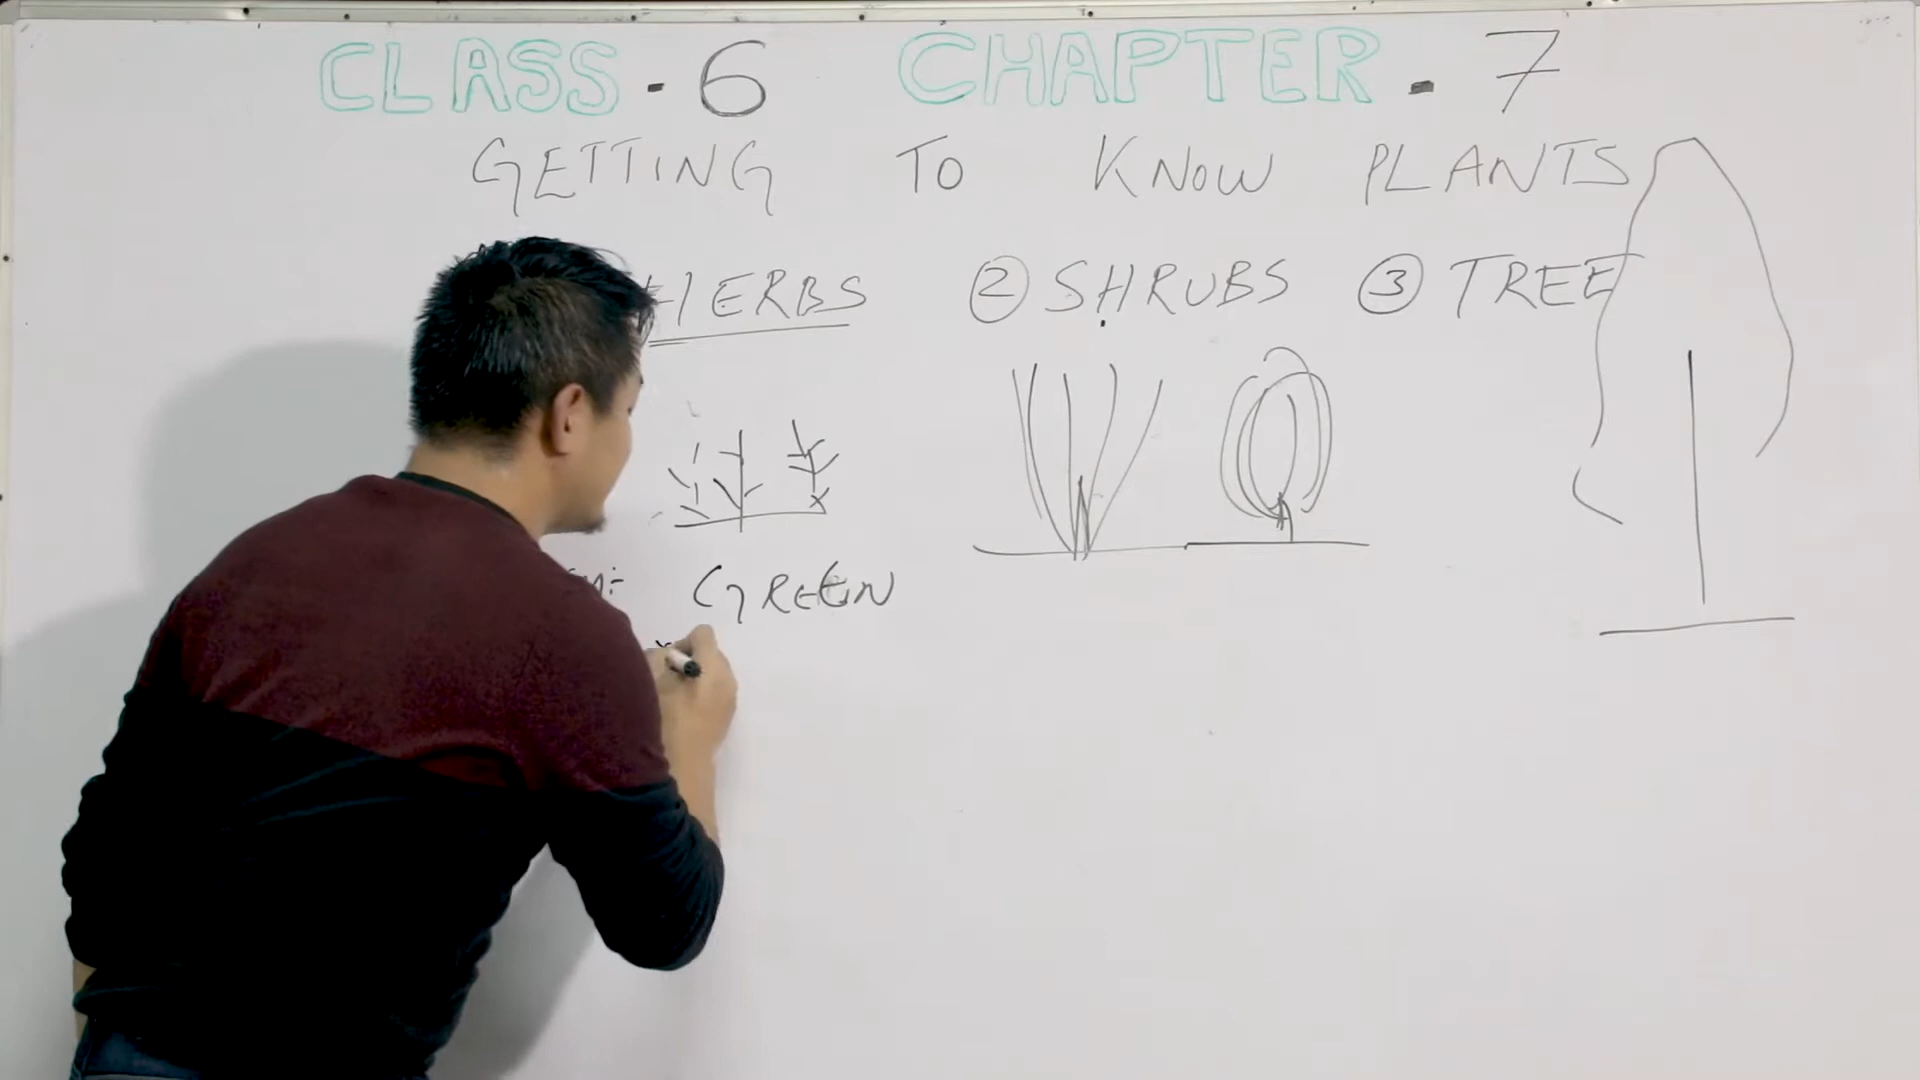 CLASS - 6 CHAPTER - 7
GETTING TO KNOW PLANTS
HERBS ② SHRUBS ③ TREE
GREEN